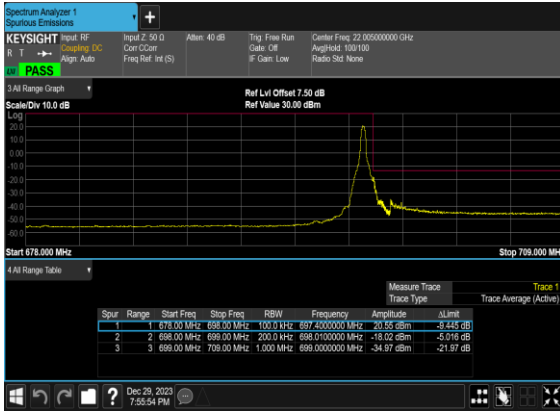 Spectrum Analyzer 1
Spurious Emissions
+
KEYSIGHT Input: RF Input Z: 50 Ω Atten: 40 dB Trig: Free Run Center Freq: 22.005000000 GHz
R T Coupling: DC Corr CCorr Gate: Off Avg|Hold: 100/100
Align: Auto Freq Ref: Int (S) IF Gain: Low Radio Std: None
PASS
3 All Range Graph
Ref Lvl Offset 7.50 dB
Scale/Div 10.0 dB Ref Value 30.00 dBm
Log
20.0
10.0
0.00
-10.0
-20.0
-30.0
-40.0
-50.0
-60.0
Start 678.000 MHz Stop 709.000 MH
4 All Range Table
Measure Trace Trace 1
Trace Type Trace Average (Active)
Spur Range Start Freq Stop Freq RBW Frequency Amplitude ΔLimit
1 1 678.00 MHz 698.00 MHz 100.0 kHz 697.4000000 MHz 20.55 dBm -9.445 dB
2 2 698.00 MHz 699.00 MHz 200.0 kHz 698.0100000 MHz -18.02 dBm -5.016 dB
3 3 699.00 MHz 709.00 MHz 1.000 MHz 699.0000000 MHz -34.97 dBm -21.97 dB
? Dec 29, 2023
7:55:54 PM